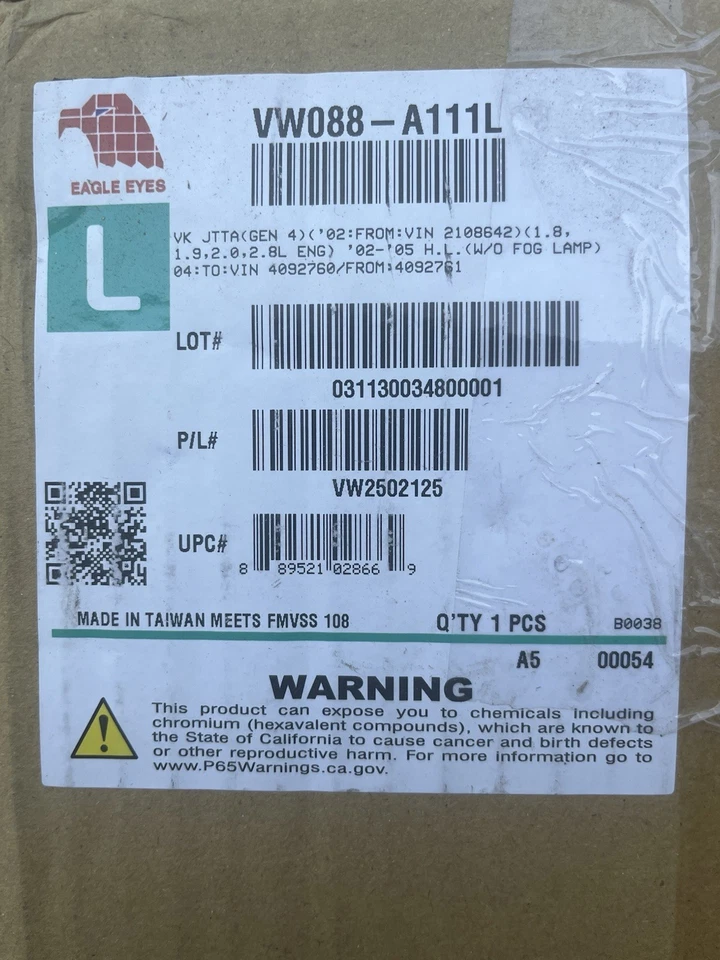 VW088-A111L
EAGLE EYES
L
VK JTTA(GEN 4)('02:FROM:VIN 2108642)(1.8,
1.9,2.0,2.8L ENG) '02-'05 H.L.(W/O FOG LAMP)
04:TO:VIN 4092760/FROM:4092761
LOT#
031130034800001
P/L#
VW2502125
UPC#
8 89521 02866 9
MADE IN TAIWAN MEETS FMVSS 108 Q'TY 1 PCS B0038
A5 00054
WARNING
This product can expose you to chemicals including
chromium (hexavalent compounds), which are known to
the State of California to cause cancer and birth defects
or other reproductive harm. For more information go to
www.P65Warnings.ca.gov.